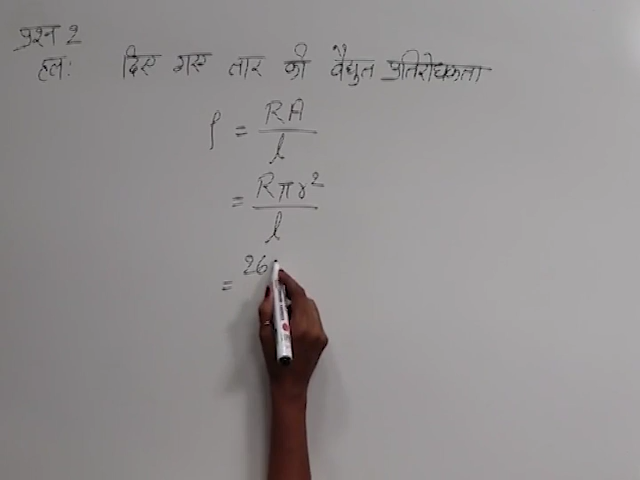 प्रश्न 2
हल: दिए गए तार की वैद्युत प्रतिरोधकता
ρ = RA / l
= Rπr² / l
= 26